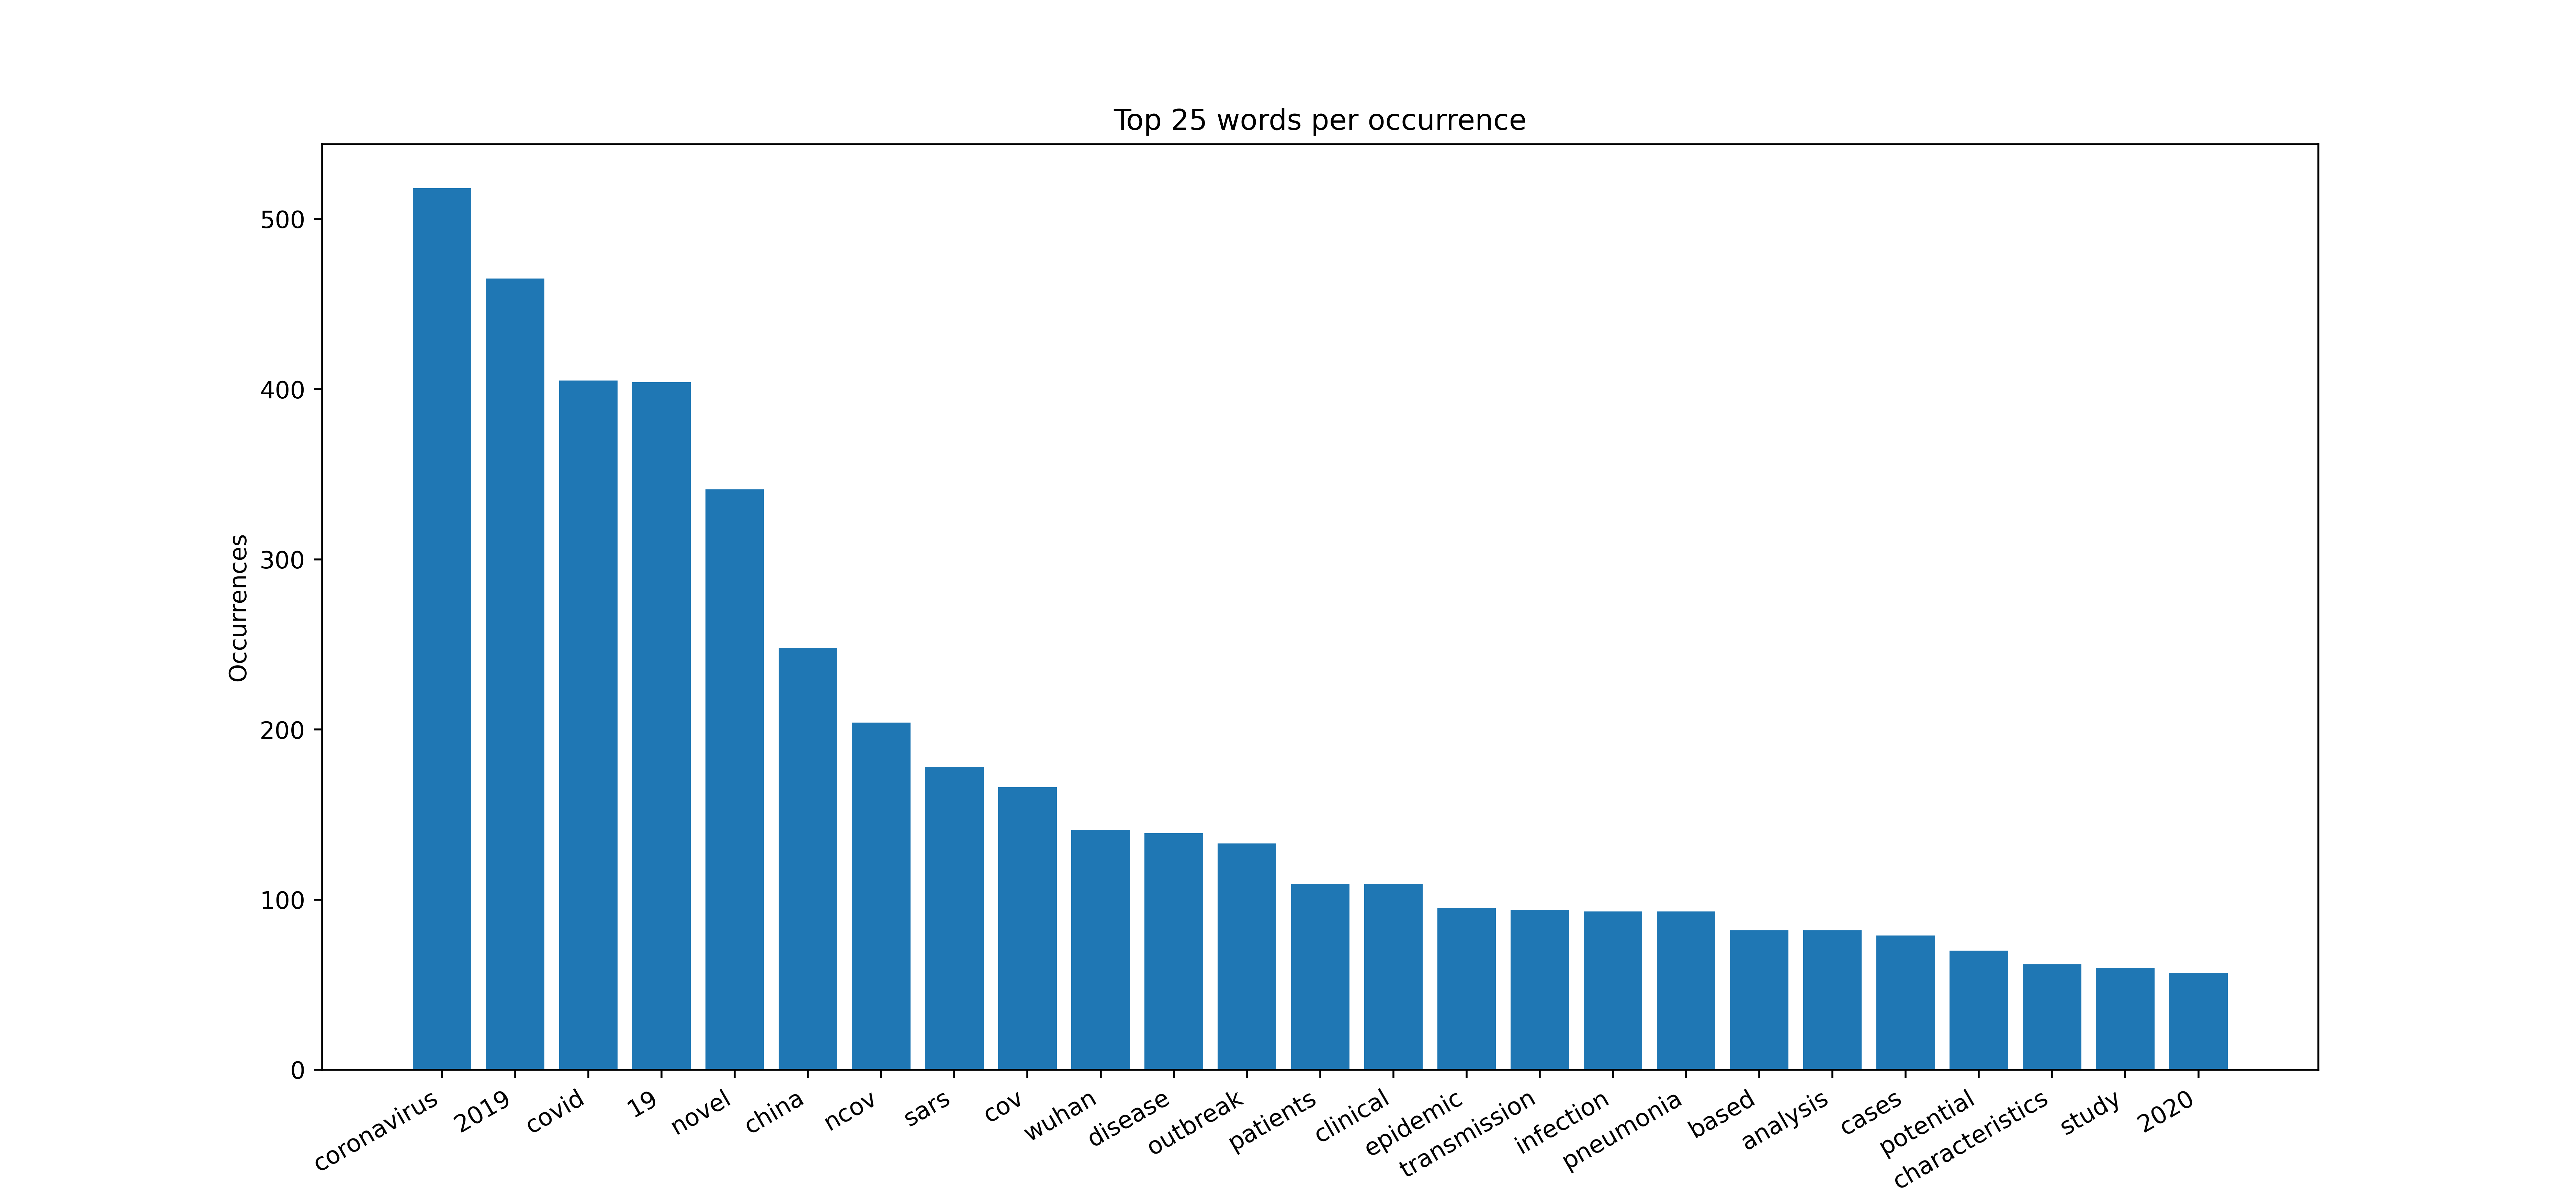 Top 25 words per occurrence
Occurrences
500
400
300
200
100
0
coronavirus
2019
covid
19
novel
china
ncov
sars
cov
wuhan
disease
outbreak
patients
clinical
epidemic
transmission
infection
pneumonia
based
analysis
cases
potential
characteristics
study
2020